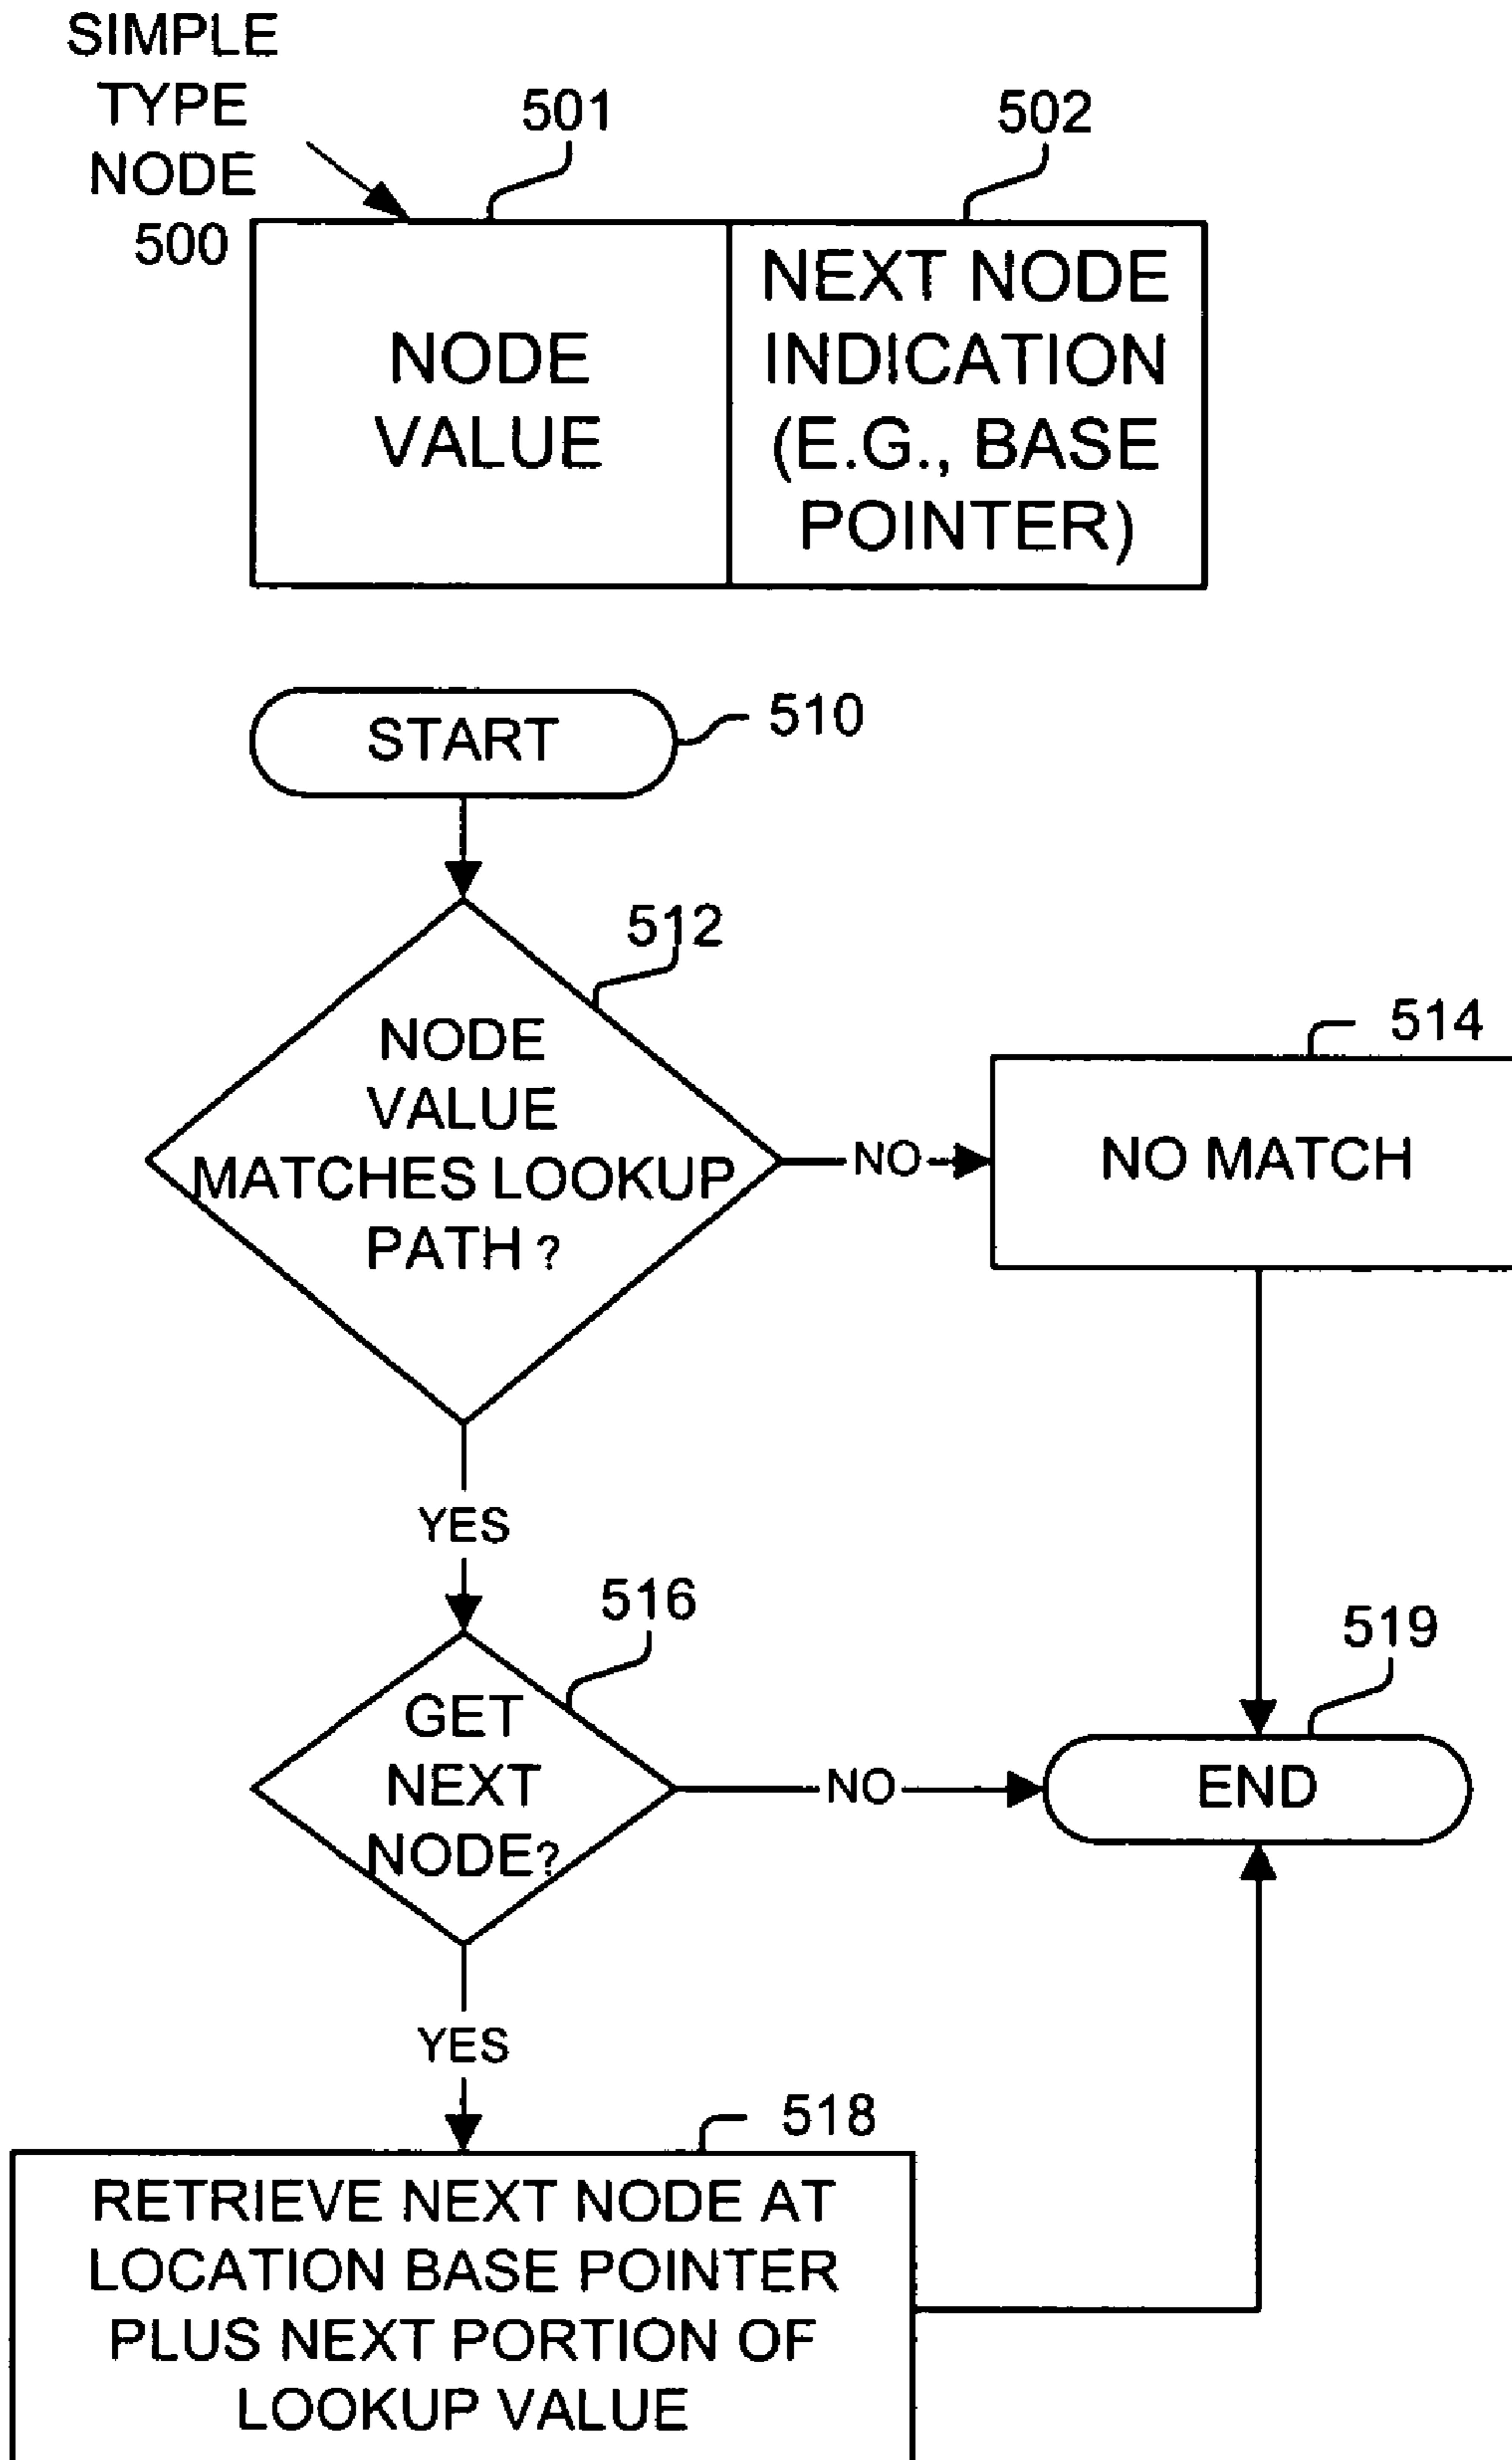 SIMPLE
TYPE
NODE
500
501
502
NODE
VALUE
NEXT NODE
INDICATION
(E.G., BASE
POINTER)
START
510
512
NODE
VALUE
MATCHES LOOKUP
PATH ?
NO
514
NO MATCH
YES
516
GET
NEXT
NODE?
NO
519
END
YES
518
RETRIEVE NEXT NODE AT
LOCATION BASE POINTER
PLUS NEXT PORTION OF
LOOKUP VALUE